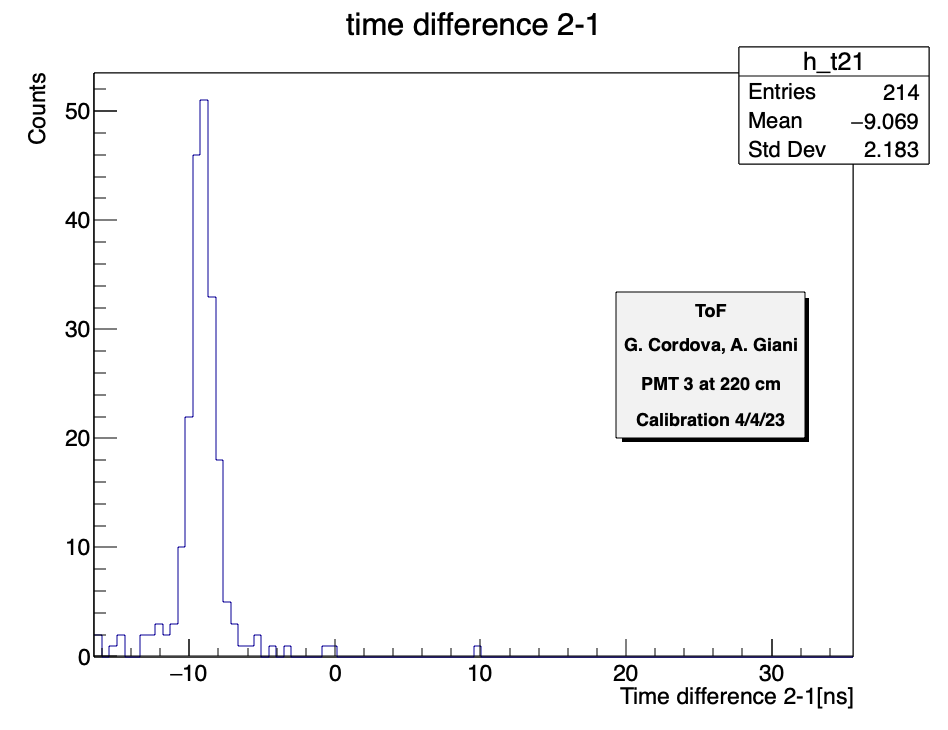 time difference 2-1
h_t21
Entries 214
Mean −9.069
Std Dev 2.183
Counts
50
40
30
20
10
0
ToF
G. Cordova, A. Giani
PMT 3 at 220 cm
Calibration 4/4/23
−10 0 10 20 30
Time difference 2-1[ns]